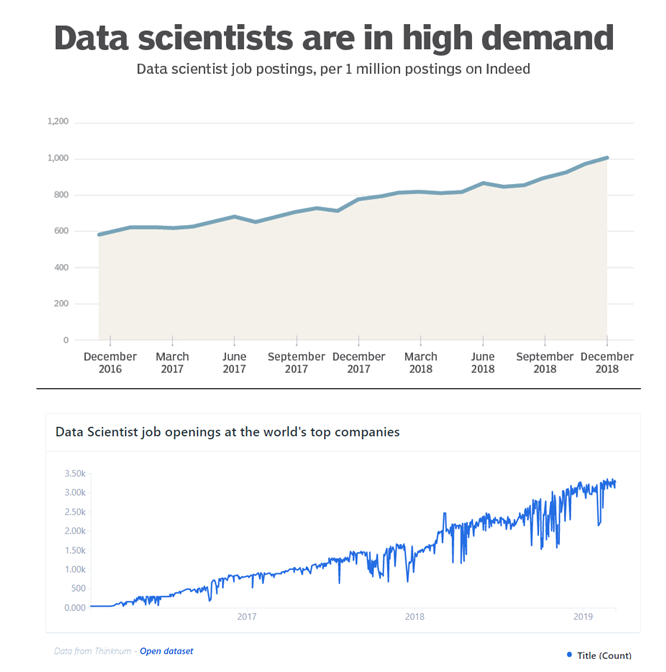 Data scientists are in high demand
Data scientist job postings, per 1 million postings on Indeed
1,200
1,000
800
600
400
200
0
December March June September December March June September December
2016 2017 2017 2017 2017 2018 2018 2018 2018
Data Scientist job openings at the world's top companies
3.50k
3.00k
2.50k
2.00k
1.50k
1.00k
500
0.000
2017 2018 2019
Data from Thinknum - Open dataset
Title (Count)